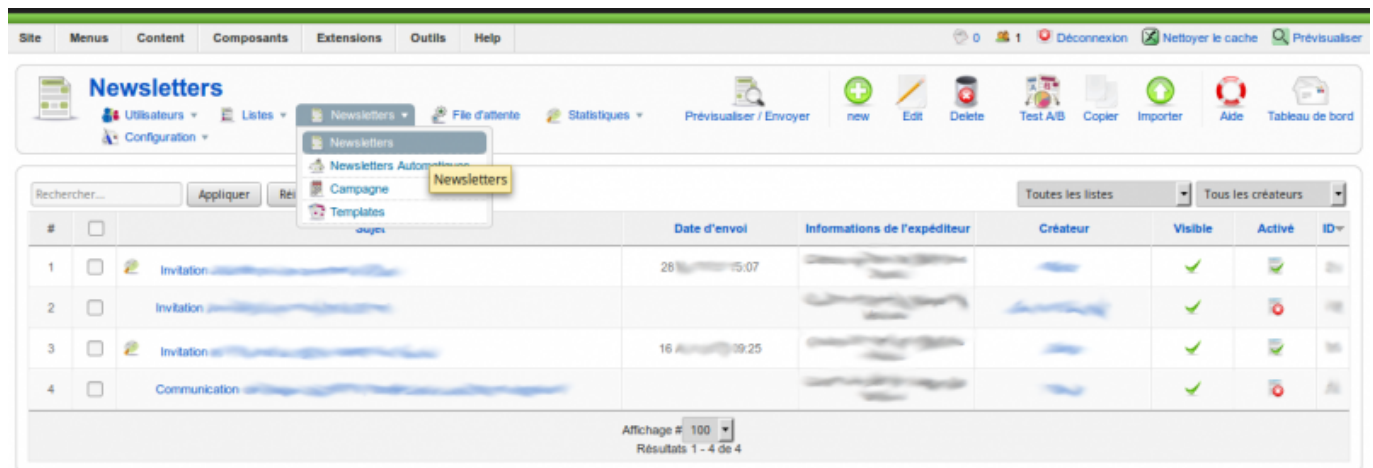 Site Menus Content Composants Extensions Outils Help 0 1 Déconnexion Nettoyer le cache Prévisualiser
Newsletters
Utilisateurs Listes Newsletters File d'attente Statistiques Prévisualiser / Envoyer new Edit Delete Test A/B Copier Importer Aide Tableau de bord
Configuration
Newsletters
Newsletters Automatiques
Newsletters
Campagne
Templates
Rechercher... Appliquer Toutes les listes Tous les créateurs
# Sujet Date d'envoi Informations de l'expéditeur Créateur Visible Activé ID
1 Invitation 28 15:07
2 Invitation
3 Invitation 16 09:25
4 Communication
Affichage # 100
Résultats 1 - 4 de 4